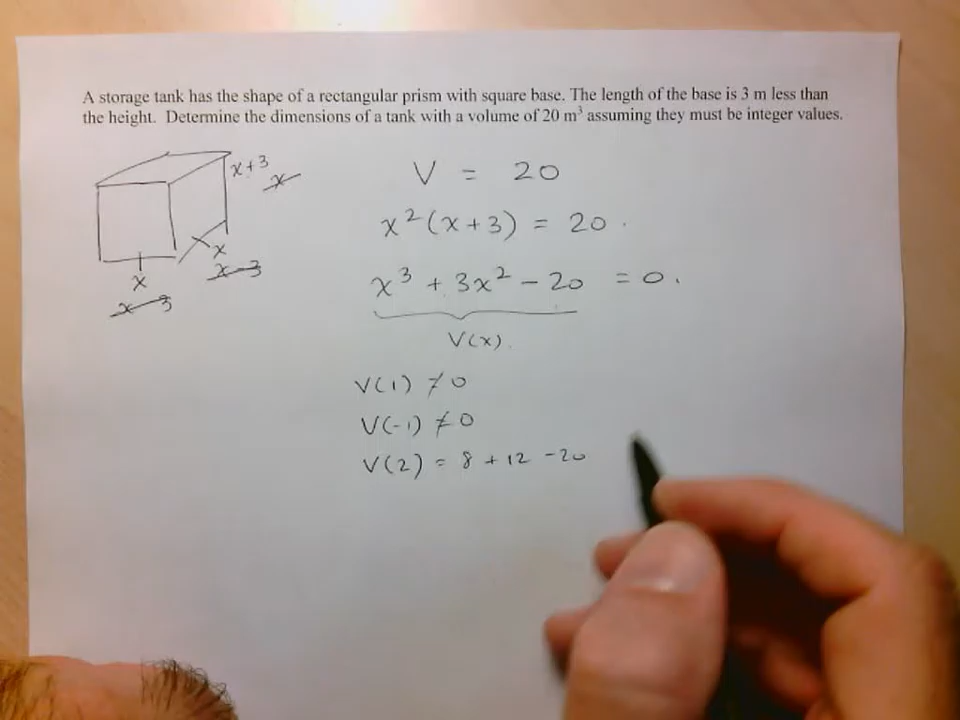 A storage tank has the shape of a rectangular prism with square base. The length of the base is 3 m less than
the height. Determine the dimensions of a tank with a volume of 20 m³ assuming they must be integer values.
x+3
x
x
x-3
x
x-3
V = 20
x²(x+3) = 20.
x³ + 3x² - 20 = 0.
V(x).
V(1) ≠ 0
V(-1) ≠ 0
V(2) = 8 + 12 - 20